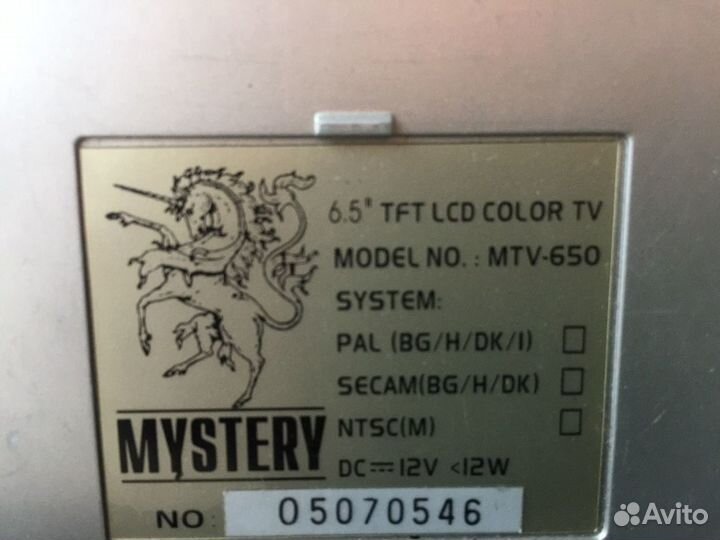 6.5" TFT LCD COLOR TV
MODEL NO.: MTV-650
SYSTEM:
PAL (BG/H/DK/I)
SECAM(BG/H/DK)
NTSC(M)
DC⎓12V <12W
MYSTERY
NO: 05070546
Avito